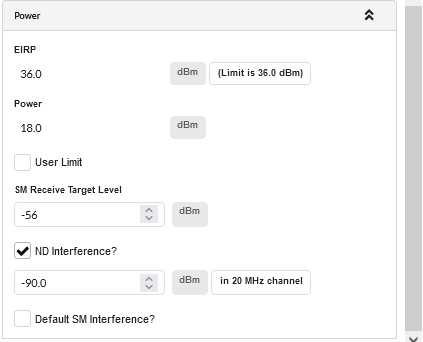 Power
EIRP
36.0 dBm (Limit is 36.0 dBm)
Power
18.0 dBm
User Limit
SM Receive Target Level
-56 dBm
ND Interference?
-90.0 dBm in 20 MHz channel
Default SM Interference?